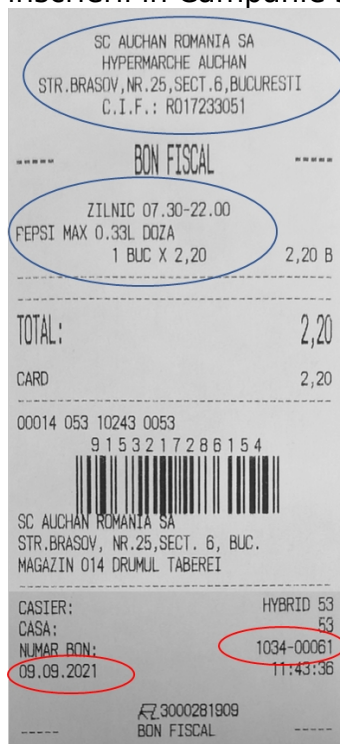 SC AUCHAN ROMANIA SA
HYPERMARCHE AUCHAN
STR.BRASOV,NR.25,SECT.6,BUCURESTI
C.I.F.: RO17233051
----- BON FISCAL -----
ZILNIC 07.30-22.00
PEPSI MAX 0.33L DOZA
1 BUC X 2,20 2,20 B
TOTAL: 2,20
CARD 2,20
00014 053 10243 0053
9153217286154
SC AUCHAN ROMANIA SA
STR.BRASOV, NR.25,SECT. 6, BUC.
MAGAZIN 014 DRUMUL TABEREI
CASIER: HYBRID 53
CASA: 53
NUMAR BON: 1034-00061
09.09.2021 11:43:36
3000281909
----- BON FISCAL -----